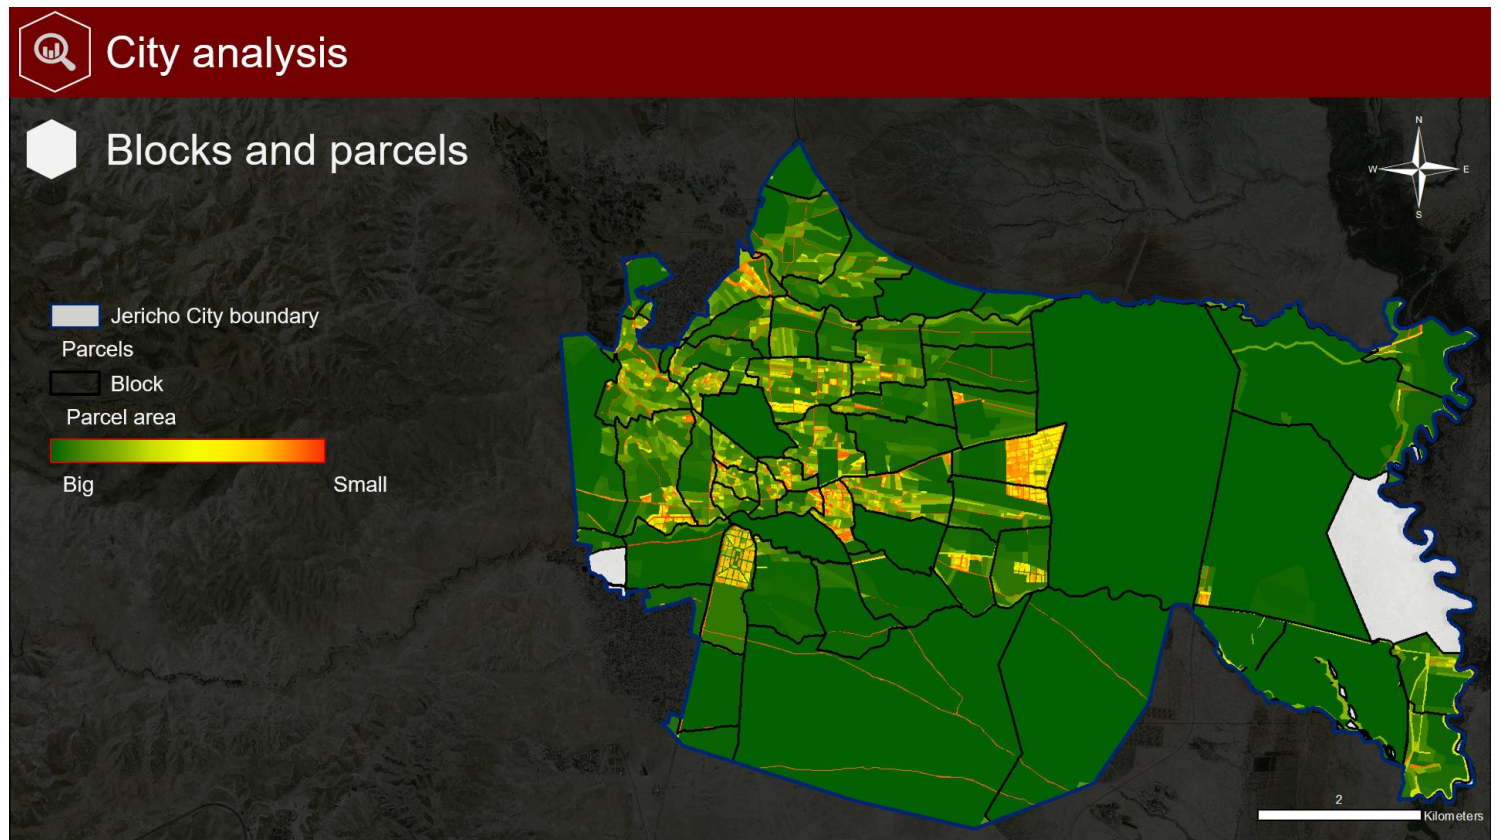 City analysis
Blocks and parcels
N
W
E
S
Jericho City boundary
Parcels
Block
Parcel area
Big
Small
2
Kilometers